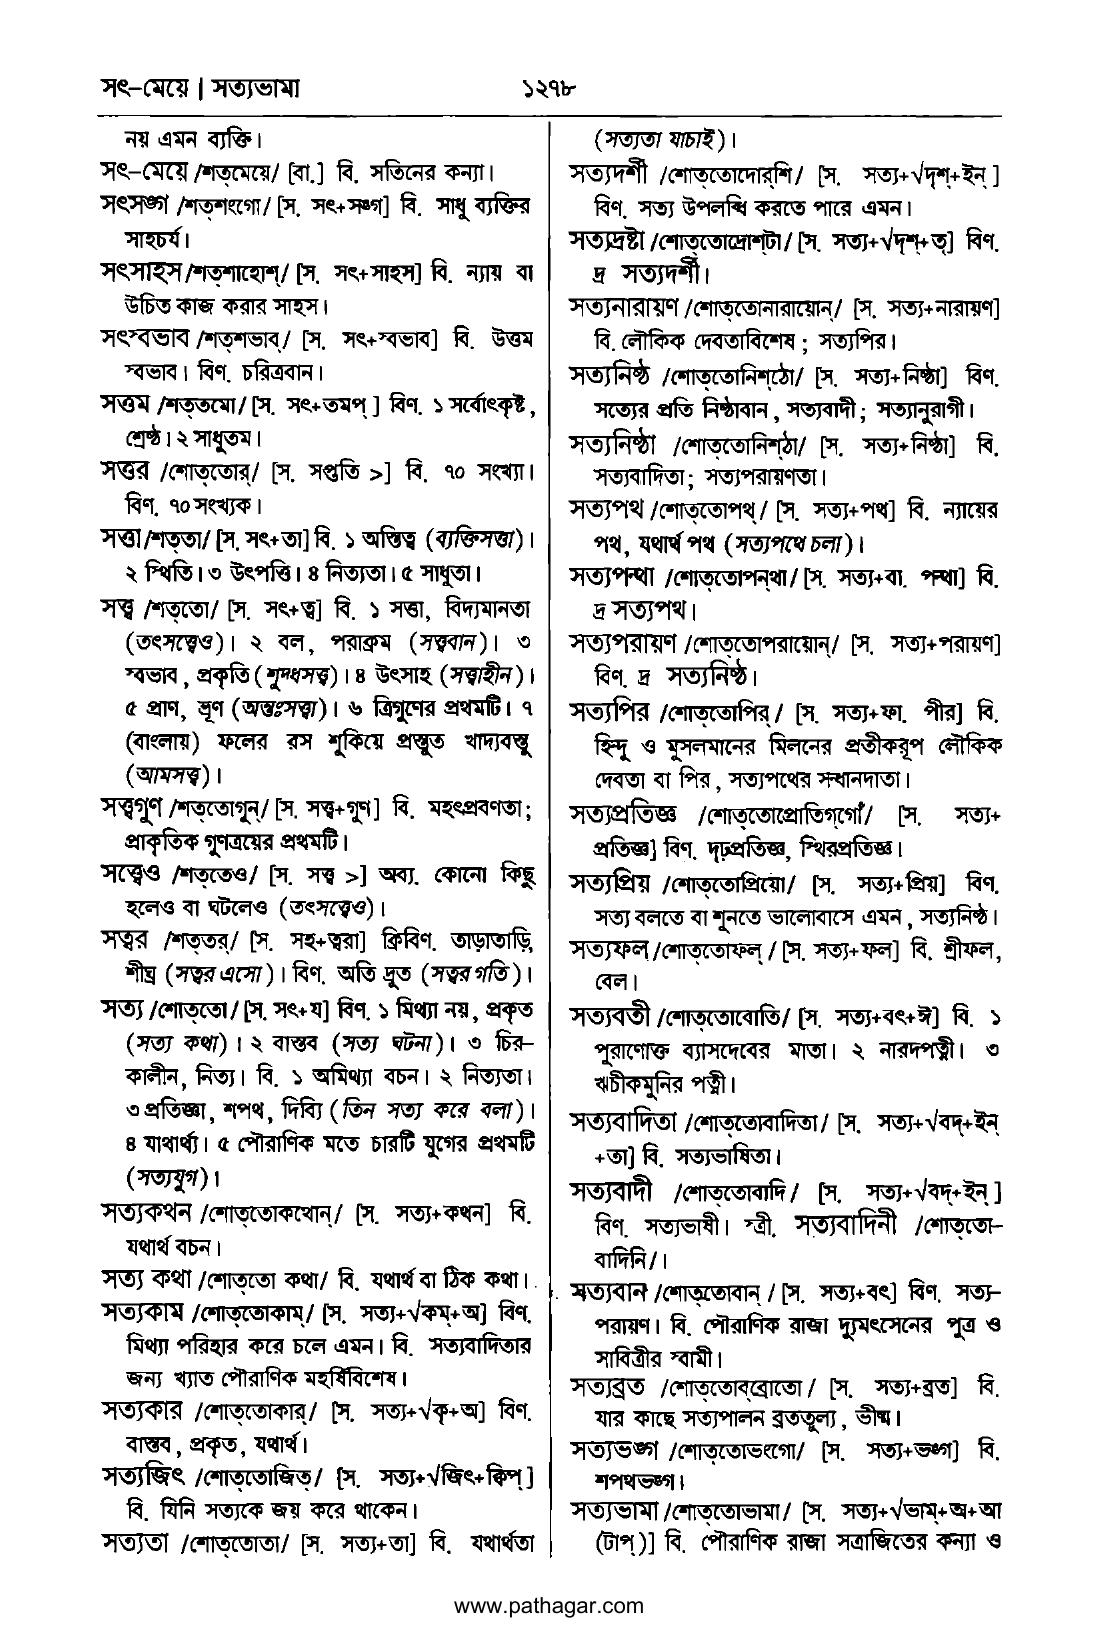 সৎ-মেয়ে | সত্যভামা
১২৭৮
নয় এমন ব্যক্তি।
সৎ-মেয়ে /শত্‌মেয়ে/ [বা.] বি. সতিনের কন্যা।
সৎসঙ্গ /শত্‌শংগো/ [স. সৎ+সঙ্গ] বি. সাধু ব্যক্তির
সাহচর্য।
সৎসাহস /শত্‌শাহোশ্‌/ [স. সৎ+সাহস] বি. ন্যায় বা
উচিত কাজ করার সাহস।
সৎস্বভাব /শত্‌শভাব্‌/ [স. সৎ+স্বভাব] বি. উত্তম
স্বভাব। বিণ. চরিত্রবান।
সত্তম /শত্‌তমো/ [স. সৎ+তমপ্‌ ] বিণ. ১ সর্বোৎকৃষ্ট,
শ্রেষ্ঠ। ২ সাধুতম।
সত্তর /শোত্‌তোর্‌/ [স. সপ্ততি >] বি. ৭০ সংখ্যা।
বিণ. ৭০ সংখ্যক।
সত্তা /শত্‌তা/ [স. সৎ+তা] বি. ১ অস্তিত্ব (ব্যক্তিসত্তা)।
২ স্থিতি। ৩ উৎপত্তি। ৪ নিত্যতা। ৫ সাধুতা।
সত্ত্ব /শত্‌তো/ [স. সৎ+ত্ব] বি. ১ সত্তা, বিদ্যমানতা
(তৎসত্ত্বেও)। ২ বল, পরাক্রম (সত্ত্ববান)। ৩
স্বভাব, প্রকৃতি (শুদ্ধসত্ত্ব)। ৪ উৎসাহ (সত্ত্বাহীন)।
৫ প্রাণ, ভ্রূণ (অন্তঃসত্ত্বা)। ৬ ত্রিগুণের প্রথমটি। ৭
(বাংলায়) ফলের রস শুকিয়ে প্রস্তুত খাদ্যবস্তু
(আমসত্ত্ব)।
সত্ত্বগুণ /শত্‌তোগুন্‌/ [স. সত্ত্ব+গুণ] বি. মহৎপ্রবণতা;
প্রাকৃতিক গুণত্রয়ের প্রথমটি।
সত্ত্বেও /শত্‌তেও/ [স. সত্ত্ব >] অব্য. কোনো কিছু
হলেও বা ঘটলেও (তৎসত্ত্বেও)।
সত্বর /শত্‌তর্‌/ [স. সহ+ত্বরা] ক্রিবিণ. তাড়াতাড়ি,
শীঘ্র (সত্বর এসো)। বিণ. অতি দ্রুত (সত্বর গতি)।
সত্য /শোত্‌তো/ [স. সৎ+য] বিণ. ১ মিথ্যা নয়, প্রকৃত
(সত্য কথা)। ২ বাস্তব (সত্য ঘটনা)। ৩ চির-
কালীন, নিত্য। বি. ১ অমিথ্যা বচন। ২ নিত্যতা।
৩ প্রতিজ্ঞা, শপথ, দিব্যি (তিন সত্য করে বলা)।
৪ যাথার্থ্য। ৫ পৌরাণিক মতে চারটি যুগের প্রথমটি
(সত্যযুগ)।
সত্যকথন /শোত্‌তোকথোন্‌/ [স. সত্য+কথন] বি.
যথার্থ বচন।
সত্য কথা /শোত্‌তো কথা/ বি. যথার্থ বা ঠিক কথা।
সত্যকাম /শোত্‌তোকাম্‌/ [স. সত্য+√কম্‌+অ] বিণ.
মিথ্যা পরিহার করে চলে এমন। বি. সত্যবাদিতার
জন্য খ্যাত পৌরাণিক মহর্ষিবিশেষ।
সত্যকার /শোত্‌তোকার্‌/ [স. সত্য+√কৃ+অ] বিণ.
বাস্তব, প্রকৃত, যথার্থ।
সত্যজিৎ /শোত্‌তোজিত্‌/ [স. সত্য+√জিৎ+ক্বিপ্‌]
বি. যিনি সত্যকে জয় করে থাকেন।
সত্যতা /শোত্‌তোতা/ [স. সত্য+তা] বি. যথার্থতা
(সত্যতা যাচাই)।
সত্যদর্শী /শোত্‌তোদোর্‌শি/ [স. সত্য+√দৃশ্‌+ইন্‌ ]
বিণ. সত্য উপলব্ধি করতে পারে এমন।
সত্যদ্রষ্টা /শোত্‌তোদ্রোশ্‌টা/ [স. সত্য+√দৃশ্‌+তৃ] বিণ.
দ্র সত্যদর্শী।
সত্যনারায়ণ /শোত্‌তোনারায়োন্‌/ [স. সত্য+নারায়ণ]
বি. লৌকিক দেবতাবিশেষ; সত্যপির।
সত্যনিষ্ঠ /শোত্‌তোনিশ্‌ঠো/ [স. সত্য+নিষ্ঠা] বিণ.
সত্যের প্রতি নিষ্ঠাবান, সত্যবাদী; সত্যানুরাগী।
সত্যনিষ্ঠা /শোত্‌তোনিশ্‌ঠা/ [স. সত্য+নিষ্ঠা] বি.
সত্যবাদিতা; সত্যপরায়ণতা।
সত্যপথ /শোত্‌তোপথ্‌/ [স. সত্য+পথ] বি. ন্যায়ের
পথ, যথার্থ পথ (সত্যপথে চলা)।
সত্যপন্থা /শোত্‌তোপন্‌থা/ [স. সত্য+বা. পন্থা] বি.
দ্র সত্যপথ।
সত্যপরায়ণ /শোত্‌তোপরায়োন্‌/ [স. সত্য+পরায়ণ]
বিণ. দ্র সত্যনিষ্ঠ।
সত্যপির /শোত্‌তোপির্‌/ [স. সত্য+ফা. পীর] বি.
হিন্দু ও মুসলমানের মিলনের প্রতীকরূপ লৌকিক
দেবতা বা পির, সত্যপথের সন্ধানদাতা।
সত্যপ্রতিজ্ঞ /শোত্‌তোপ্রোতিগ্‌গোঁ/ [স. সত্য+
প্রতিজ্ঞা] বিণ. দৃঢ়প্রতিজ্ঞ, স্থিরপ্রতিজ্ঞ।
সত্যপ্রিয় /শোত্‌তোপ্রিয়ো/ [স. সত্য+প্রিয়] বিণ.
সত্য বলতে বা শুনতে ভালোবাসে এমন, সত্যনিষ্ঠ।
সত্যফল /শোত্‌তোফল্‌ / [স. সত্য+ফল] বি. শ্রীফল,
বেল।
সত্যবতী /শোত্‌তোবোতি/ [স. সত্য+বৎ+ঈ] বি. ১
পুরাণোক্ত ব্যাসদেবের মাতা। ২ নারদপত্নী। ৩
ঋচীকমুনির পত্নী।
সত্যবাদিতা /শোত্‌তোবাদিতা/ [স. সত্য+√বদ্‌+ইন্‌
+তা] বি. সত্যভাষিতা।
সত্যবাদী /শোত্‌তোবাদি/ [স. সত্য+√বদ্‌+ইন্‌ ]
বিণ. সত্যভাষী। স্ত্রী. সত্যবাদিনী /শোত্‌তো-
বাদিনি/।
সত্যবান /শোত্‌তোবান্‌ / [স. সত্য+বৎ] বিণ. সত্য-
পরায়ণ। বি. পৌরাণিক রাজা দ্যুমৎসেনের পুত্র ও
সাবিত্রীর স্বামী।
সত্যব্রত /শোত্‌তোব্‌ব্রোতো/ [স. সত্য+ব্রত] বি.
যার কাছে সত্যপালন ব্রততুল্য, ভীষ্ম।
সত্যভঙ্গ /শোত্‌তোভংগো/ [স. সত্য+ভঙ্গ] বি.
শপথভঙ্গ।
সত্যভামা /শোত্‌তোভামা/ [স. সত্য+√ভাম্‌+অ+আ
(টাপ্‌)] বি. পৌরাণিক রাজা সত্রাজিতের কন্যা ও
www.pathagar.com